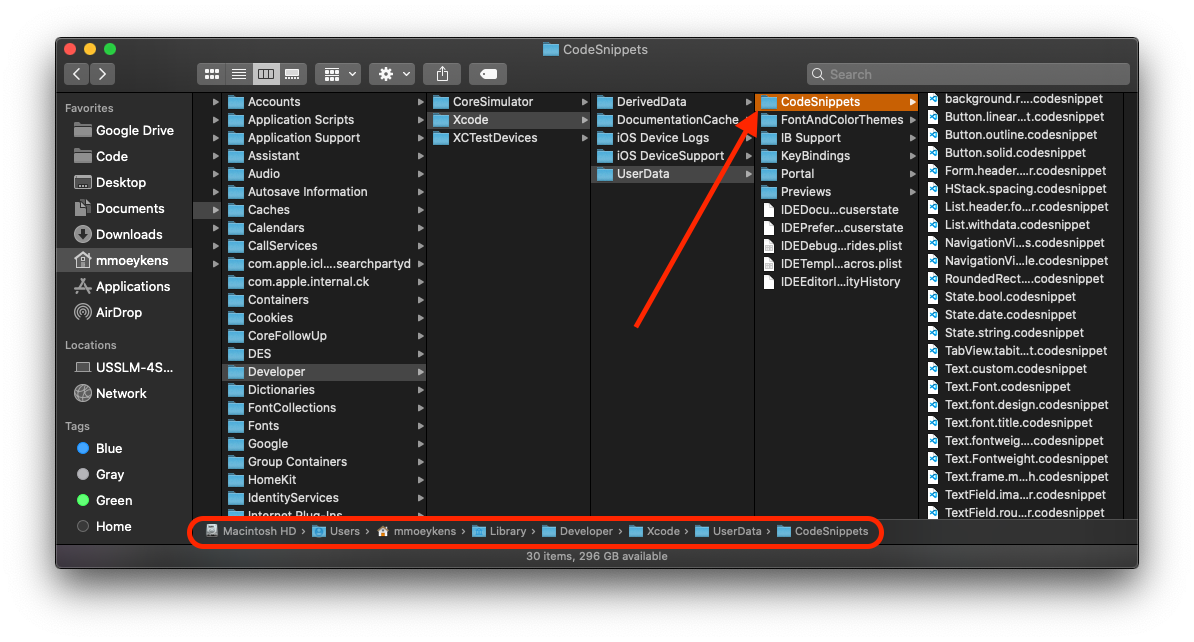 CodeSnippets
Search
Favorites
Google Drive
Code
Desktop
Documents
Downloads
mmoeykens
Applications
AirDrop
Locations
USSLM-4S...
Network
Tags
Blue
Gray
Green
Home
Accounts
Application Scripts
Application Support
Assistant
Audio
Autosave Information
Caches
Calendars
CallServices
com.apple.icl....searchpartyd
com.apple.internal.ck
Containers
Cookies
CoreFollowUp
DES
Developer
Dictionaries
FontCollections
Fonts
Google
Group Containers
HomeKit
IdentityServices
Internet Plug-Ins
CoreSimulator
Xcode
XCTestDevices
DerivedData
DocumentationCache
iOS Device Logs
iOS DeviceSupport
UserData
CodeSnippets
FontAndColorThemes
IB Support
KeyBindings
Portal
Previews
IDEDocu...cuserstate
IDEPrefer...cuserstate
IDEDebug...rides.plist
IDETempl...acros.plist
IDEEditorI...ityHistory
background.r....codesnippet
Button.linear...t.codesnippet
Button.outline.codesnippet
Button.solid.codesnippet
Form.header....r.codesnippet
HStack.spacing.codesnippet
List.header.fo...r.codesnippet
List.withdata.codesnippet
NavigationVi...s.codesnippet
NavigationVi...le.codesnippet
RoundedRect....codesnippet
State.bool.codesnippet
State.date.codesnippet
State.string.codesnippet
TabView.tabit...t.codesnippet
Text.custom.codesnippet
Text.Font.codesnippet
Text.font.design.codesnippet
Text.font.title.codesnippet
Text.fontweig....codesnippet
Text.Fontweight.codesnippet
Text.frame.m...h.codesnippet
TextField.ima...r.codesnippet
TextField.rou...r.codesnippet
Macintosh HD › Users › mmoeykens › Library › Developer › Xcode › UserData › CodeSnippets
30 items, 296 GB available